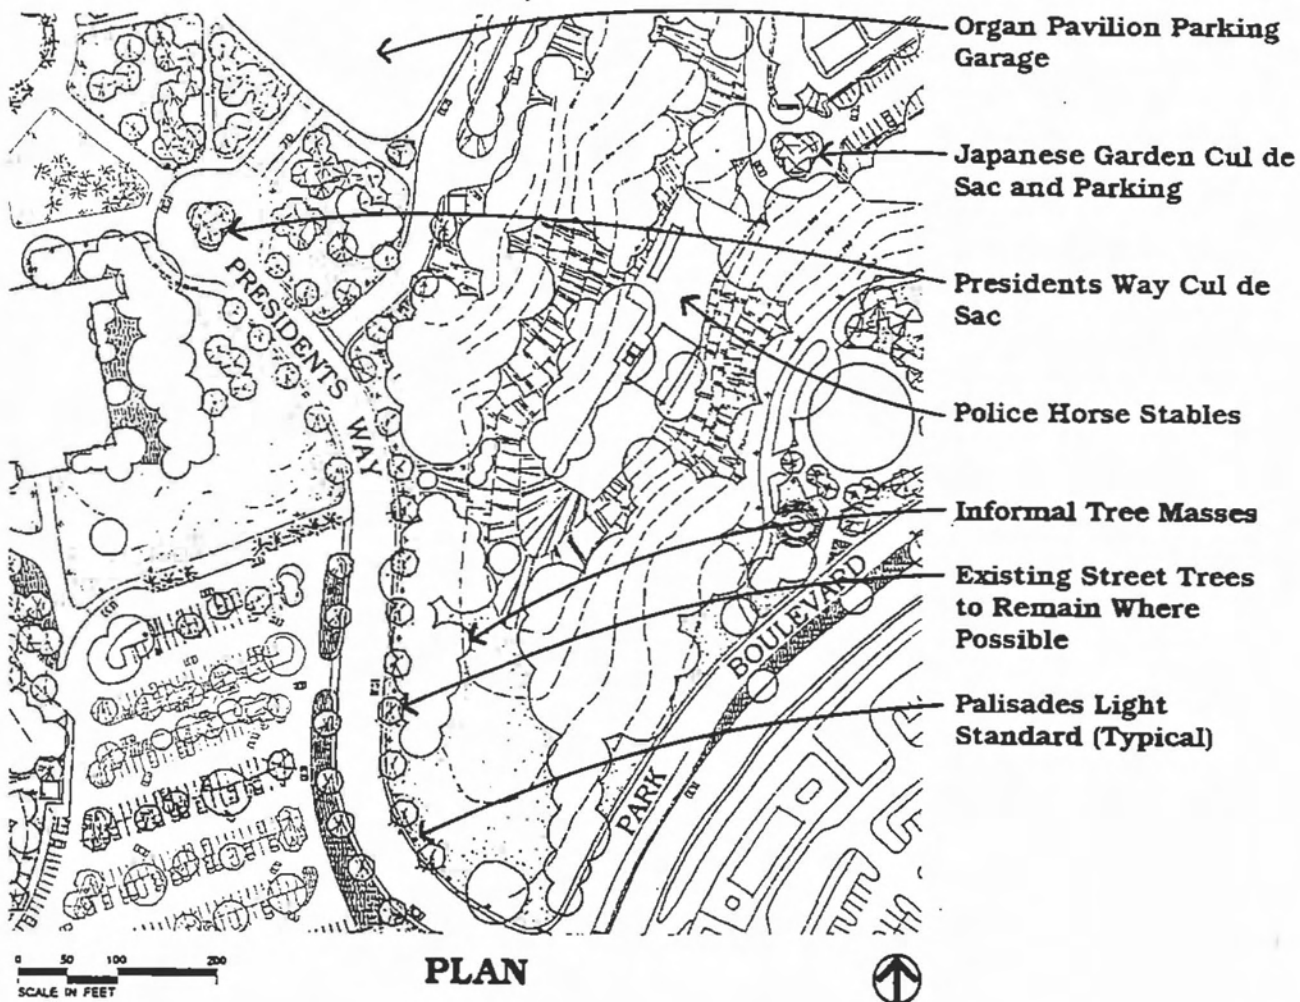 Organ Pavilion Parking
Garage
Japanese Garden Cul de
Sac and Parking
Presidents Way Cul de
Sac
Police Horse Stables
Informal Tree Masses
Existing Street Trees
to Remain Where
Possible
Palisades Light
Standard (Typical)
PRESIDENTS WAY
PARK BOULEVARD
0 50 100 200
SCALE IN FEET
PLAN